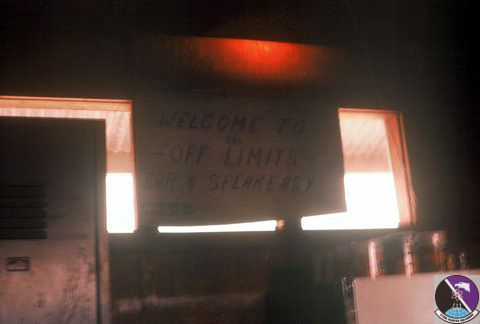 WELCOME TO
THE
"OFF LIMITS"
BAR & SPEAKEASY